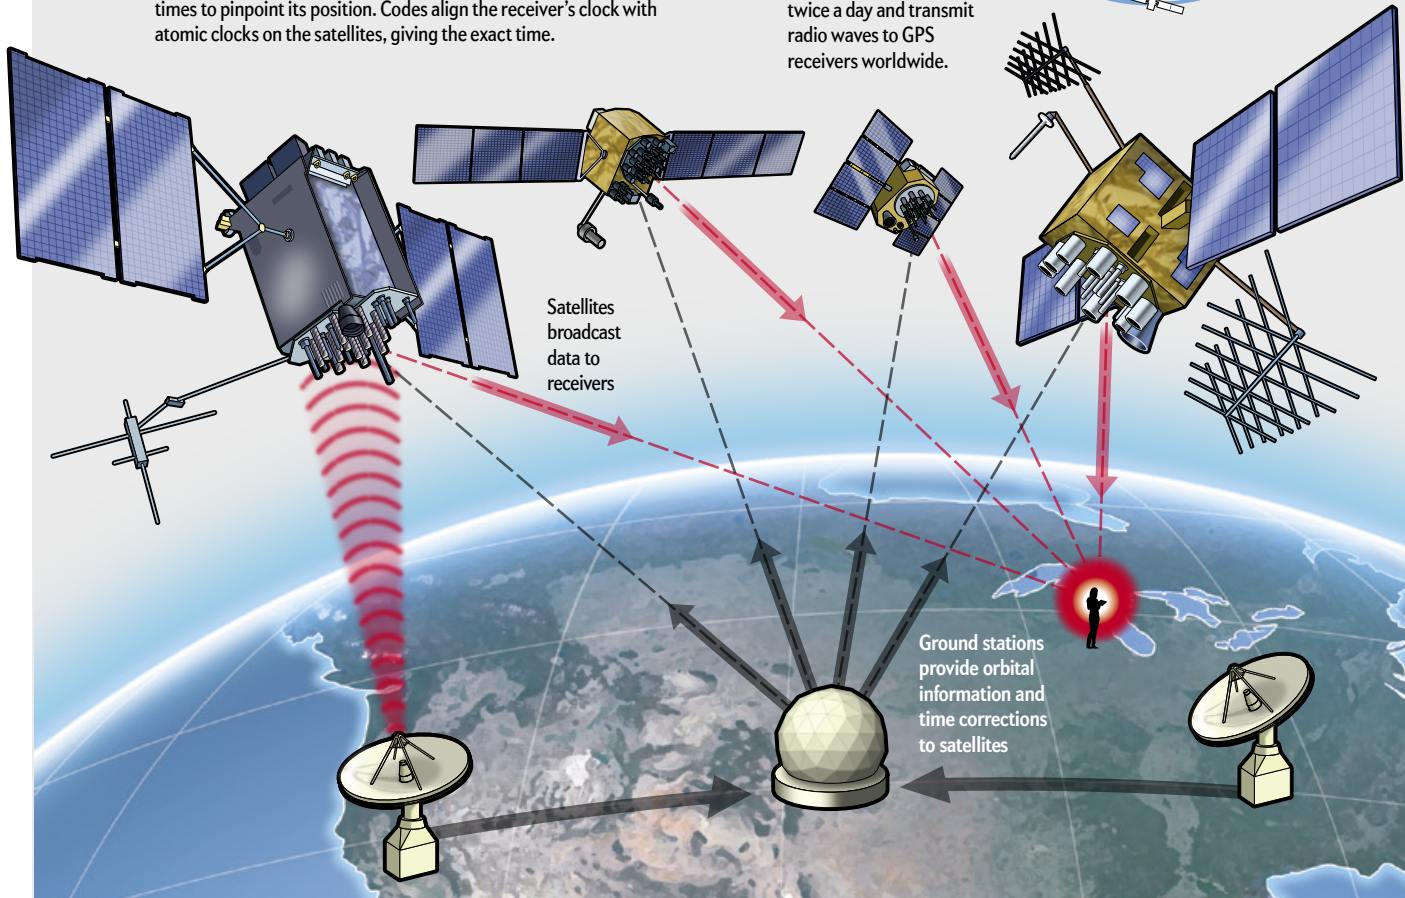 times to pinpoint its position. Codes align the receiver’s clock with
atomic clocks on the satellites, giving the exact time.
twice a day and transmit
radio waves to GPS
receivers worldwide.
Satellites
broadcast
data to
receivers
Ground stations
provide orbital
information and
time corrections
to satellites